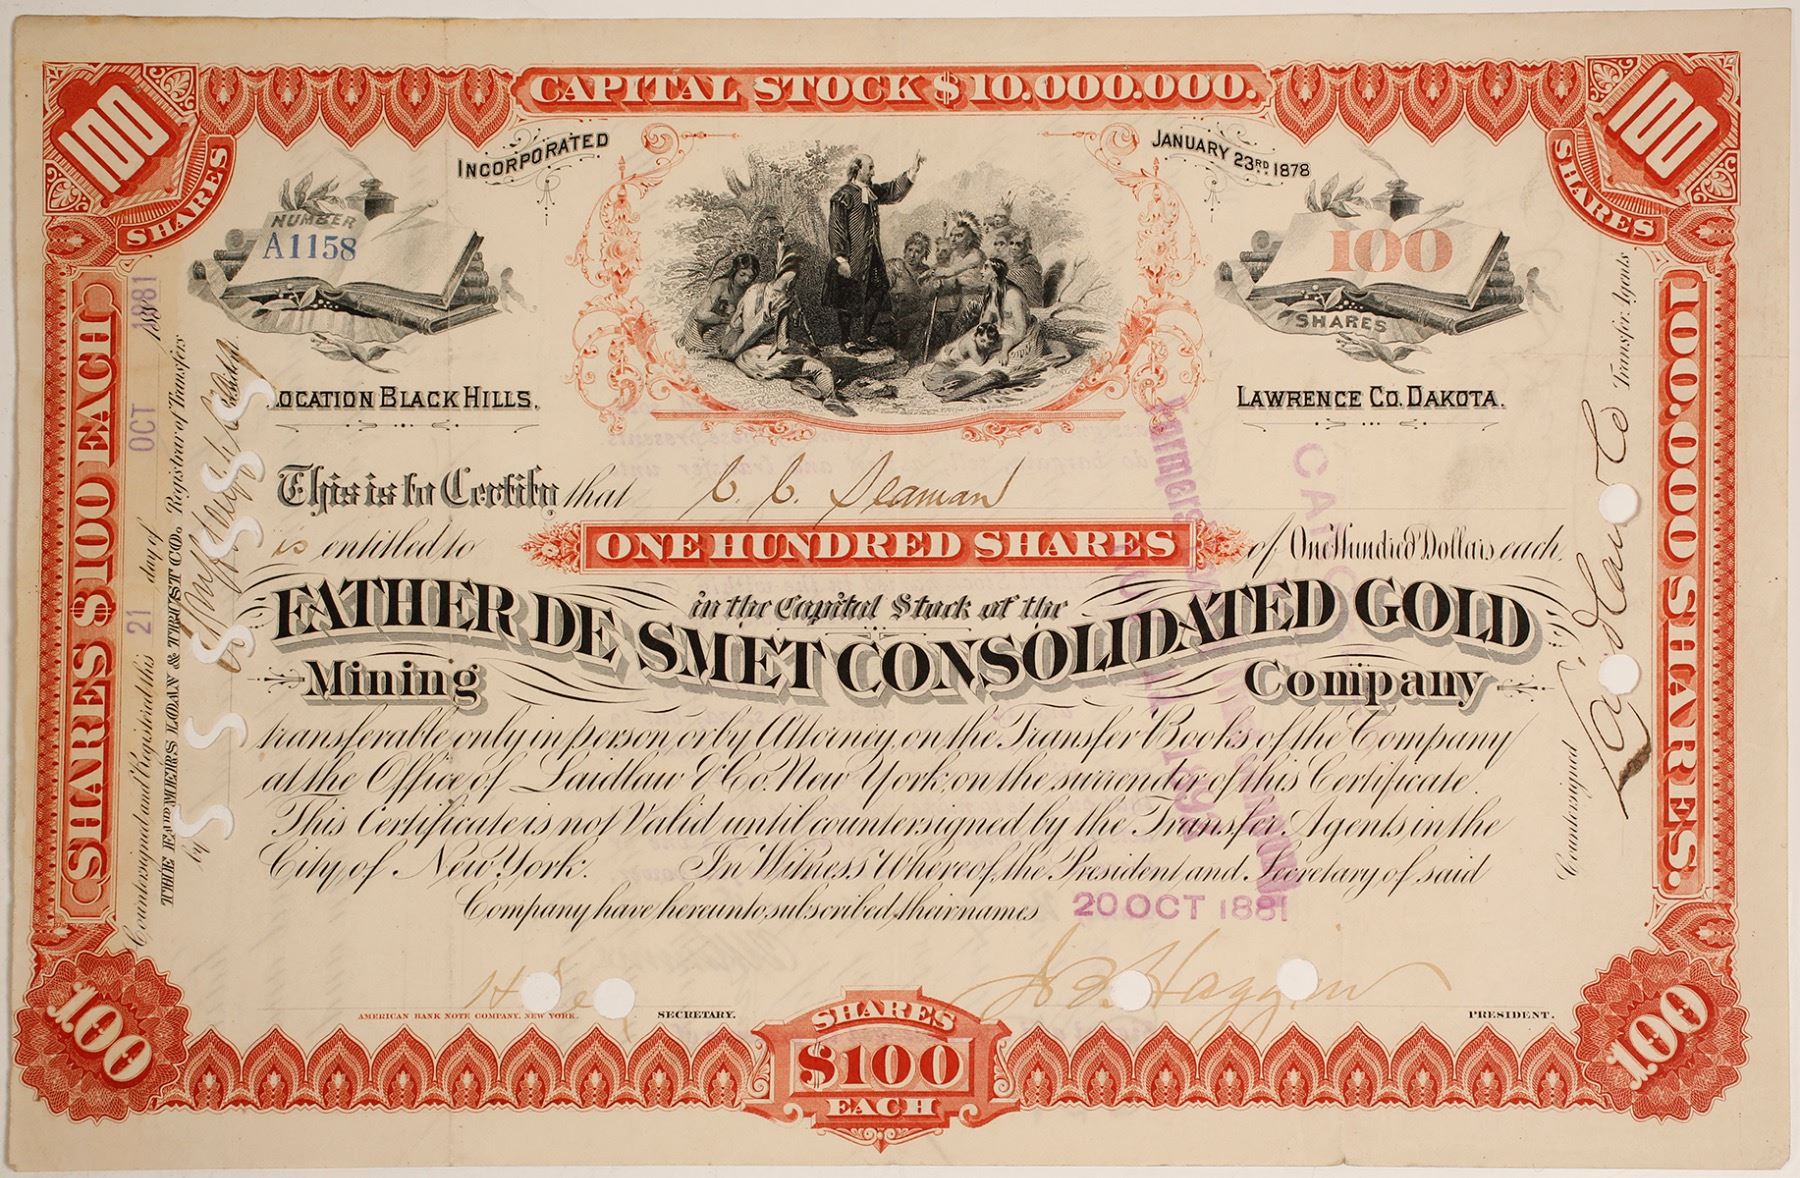 CAPITAL STOCK $10.000.000.
100
SHARES
100
SHARES
INCORPORATED
JANUARY 23RD 1878
NUMBER
A1158
100
SHARES
LOCATION BLACK HILLS.
LAWRENCE CO. DAKOTA.
This is to Certify that C. C. Seaman
is entitled to ONE HUNDRED SHARES of One Hundred Dollars each
in the Capital Stock of the
FATHER DE SMET CONSOLIDATED GOLD
Mining Company
transferable only in person, or by Attorney, on the Transfer Books of the Company
at the Office of Laidlaw & Co. New York, on the surrender of this Certificate.
This Certificate is not Valid until countersigned by the Transfer Agents in the
City of New York. In Witness Whereof, the President and Secretary of said
Company have hereunto subscribed their names
20 OCT 1881
J. B. Haggin
AMERICAN BANK NOTE COMPANY, NEW YORK.
SECRETARY.
PRESIDENT.
SHARES
$100
EACH
100
100
SHARES $100 EACH
100.000 SHARES.
Countersigned and Registered this 21 day of OCT 1881
THE FARMERS LOAN & TRUST CO. Registrar of Transfers
by
Countersigned Laidlaw & Co Transfer Agents